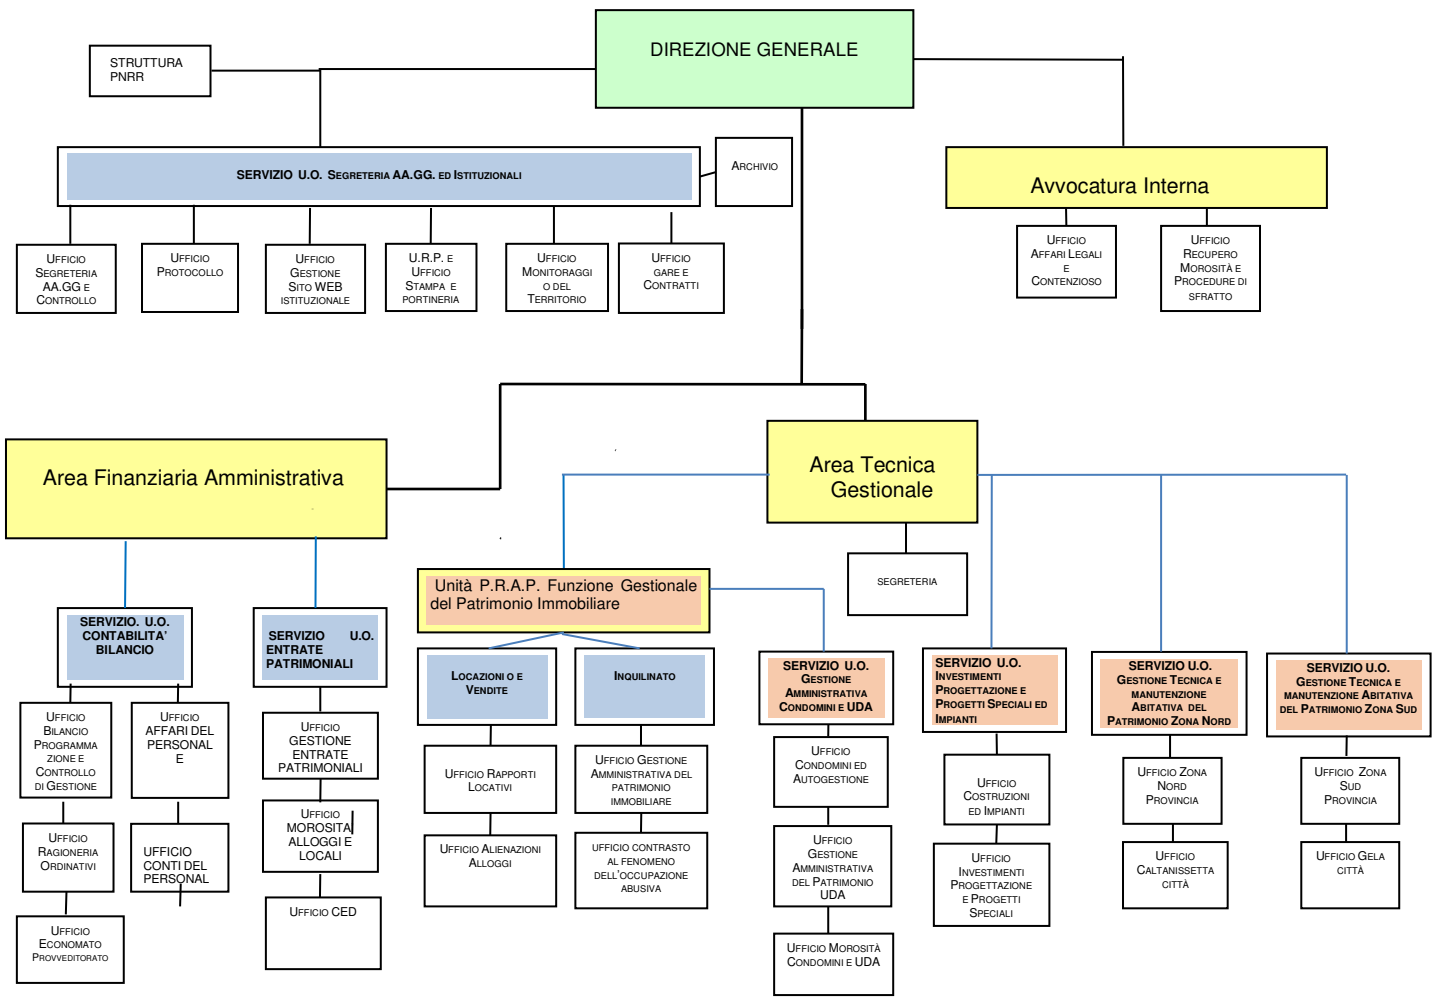 DIREZIONE GENERALE
STRUTTURA
PNRR
SERVIZIO U.O. SEGRETERIA AA.GG. ED ISTITUZIONALI
ARCHIVIO
Avvocatura Interna
UFFICIO
SEGRETERIA
AA.GG E
CONTROLLO
UFFICIO
PROTOCOLLO
UFFICIO
GESTIONE
SITO WEB
ISTITUZIONALE
U.R.P. E
UFFICIO
STAMPA E
PORTINERIA
UFFICIO
MONITORAGGI
O DEL
TERRITORIO
UFFICIO
GARE E
CONTRATTI
UFFICIO
AFFARI LEGALI
E
CONTENZIOSO
UFFICIO
RECUPERO
MOROSITÀ E
PROCEDURE DI
SFRATTO
Area Finanziaria Amministrativa
Area Tecnica
Gestionale
SEGRETERIA
Unità P.R.A.P. Funzione Gestionale
del Patrimonio Immobiliare
SERVIZIO. U.O.
CONTABILITA'
BILANCIO
SERVIZIO U.O.
ENTRATE
PATRIMONIALI
LOCAZIONI O E
VENDITE
INQUILINATO
SERVIZIO U.O.
GESTIONE
AMMINISTRATIVA
CONDOMINI E UDA
SERVIZIO U.O.
INVESTIMENTI
PROGETTAZIONE E
PROGETTI SPECIALI ED
IMPIANTI
SERVIZIO U.O.
GESTIONE TECNICA E
MANUTENZIONE
ABITATIVA DEL
PATRIMONIO ZONA NORD
SERVIZIO U.O.
GESTIONE TECNICA E
MANUTENZIONE ABITATIVA
DEL PATRIMONIO ZONA SUD
UFFICIO
BILANCIO
PROGRAMMA
ZIONE E
CONTROLLO
DI GESTIONE
UFFICIO
AFFARI DEL
PERSONAL
E
UFFICIO
GESTIONE
ENTRATE
PATRIMONIALI
UFFICIO RAPPORTI
LOCATIVI
UFFICIO GESTIONE
AMMINISTRATIVA DEL
PATRIMONIO
IMMOBILIARE
UFFICIO
CONDOMINI ED
AUTOGESTIONE
UFFICIO
COSTRUZIONI
ED IMPIANTI
UFFICIO ZONA
NORD
PROVINCIA
UFFICIO ZONA
SUD
PROVINCIA
UFFICIO
RAGIONERIA
ORDINATIVI
UFFICIO
CONTI DEL
PERSONAL
UFFICIO
MOROSITA
ALLOGGI E
LOCALI
UFFICIO ALIENAZIONI
ALLOGGI
UFFICIO CONTRASTO
AL FENOMENO
DELL'OCCUPAZIONE
ABUSIVA
UFFICIO
GESTIONE
AMMINISTRATIVA
DEL PATRIMONIO
UDA
UFFICIO
INVESTIMENTI
PROGETTAZIONE
E PROGETTI
SPECIALI
UFFICIO
CALTANISSETTA
CITTÀ
UFFICIO GELA
CITTÀ
UFFICIO
ECONOMATO
PROVVEDITORATO
UFFICIO CED
UFFICIO MOROSITÀ
CONDOMINI E UDA